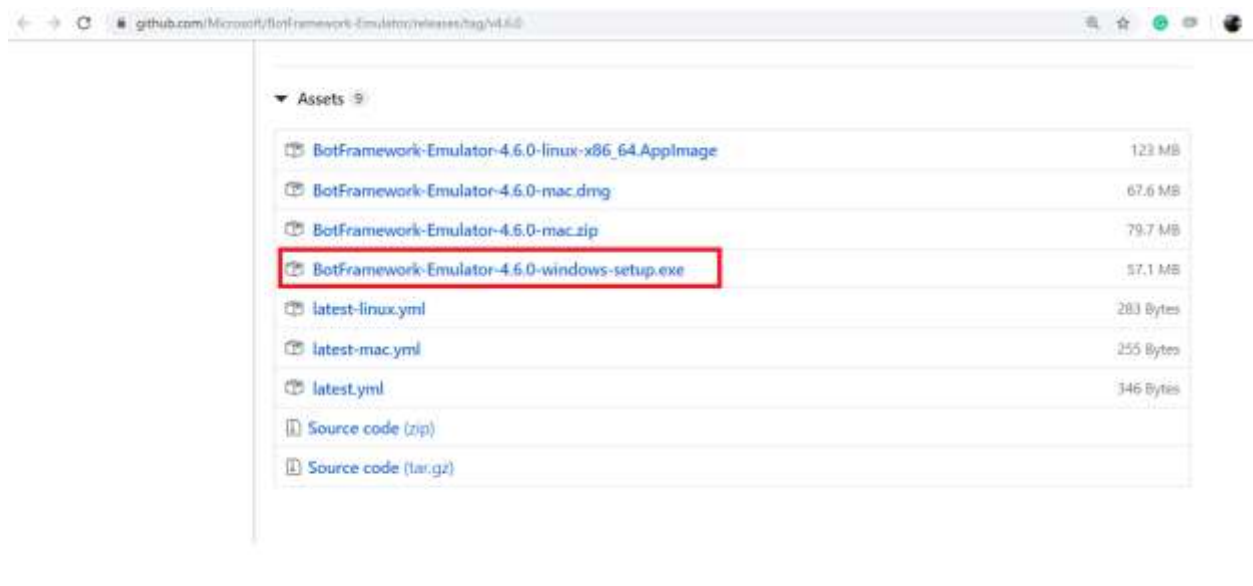 github.com/Microsoft/BotFramework-Emulator/releases/tag/v4.6.0
Assets 9
BotFramework-Emulator-4.6.0-linux-x86_64.AppImage 123 MB
BotFramework-Emulator-4.6.0-mac.dmg 67.6 MB
BotFramework-Emulator-4.6.0-mac.zip 79.7 MB
BotFramework-Emulator-4.6.0-windows-setup.exe 57.1 MB
latest-linux.yml 283 Bytes
latest-mac.yml 255 Bytes
latest.yml 346 Bytes
Source code (zip)
Source code (tar.gz)